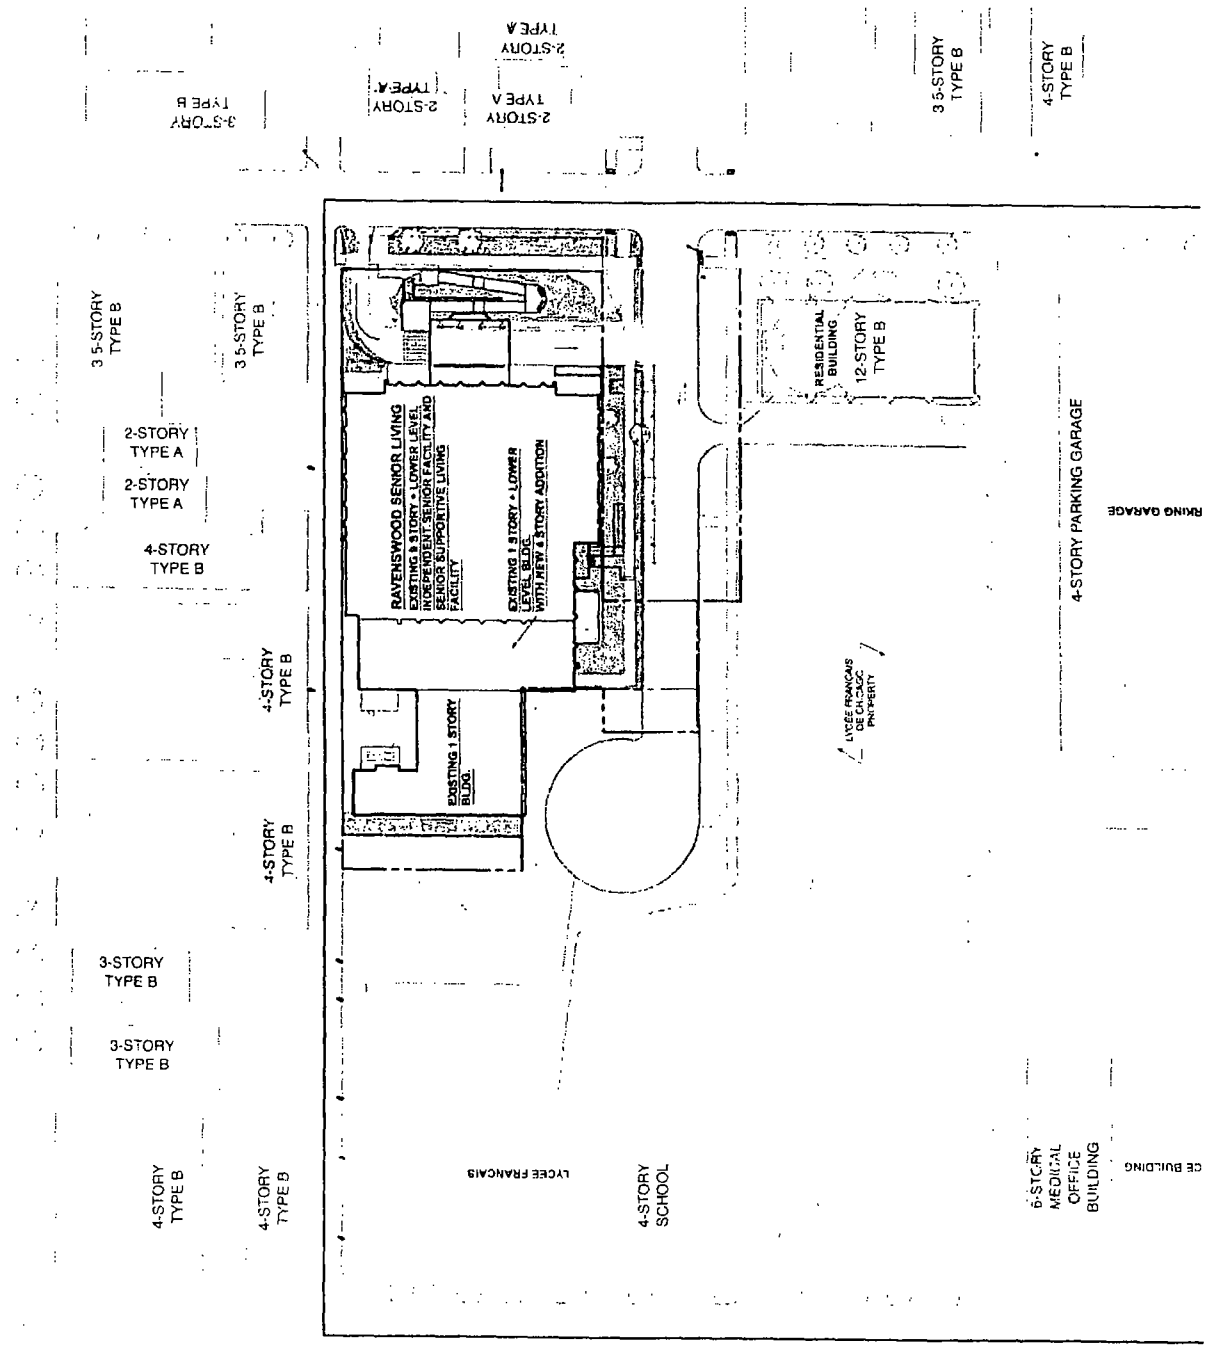 2-STORY
TYPE A
3-STORY
TYPE B
2-STORY
TYPE A
2-STORY
TYPE A
3 5-STORY
TYPE B
4-STORY
TYPE B
3 5-STORY
TYPE B
3 5-STORY
TYPE B
RESIDENTIAL
BUILDING
12-STORY
TYPE B
2-STORY
TYPE A
2-STORY
TYPE A
4-STORY
TYPE B
RAVENSWOOD SENIOR LIVING
STORY + LOWER LEVEL
INDEPENDENT SENIOR FACILITY AND
SENIOR SUPPORTIVE LIVING
FACILITY
EXISTING 1 STORY + LOWER
LEVEL BLDG.
WITH NEW STORY ADDITION
4-STORY PARKING GARAGE
RKING GARAGE
4-STORY
TYPE B
LYCÉE FRANCAIS
DE CHICAGO
PROPERTY
EXISTING 1 STORY
BLDG.
4-STORY
TYPE B
3-STORY
TYPE B
3-STORY
TYPE B
4-STORY
TYPE B
4-STORY
TYPE B
LYCEE FRANCAIS
4-STORY
SCHOOL
6-STORY
MEDICAL
OFFICE
BUILDING
CE BUILDING